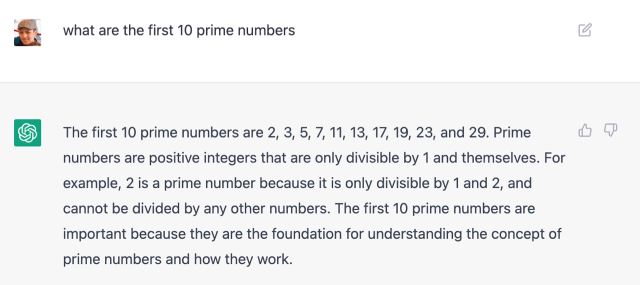 what are the first 10 prime numbers
The first 10 prime numbers are 2, 3, 5, 7, 11, 13, 17, 19, 23, and 29. Prime
numbers are positive integers that are only divisible by 1 and themselves. For
example, 2 is a prime number because it is only divisible by 1 and 2, and
cannot be divided by any other numbers. The first 10 prime numbers are
important because they are the foundation for understanding the concept of
prime numbers and how they work.